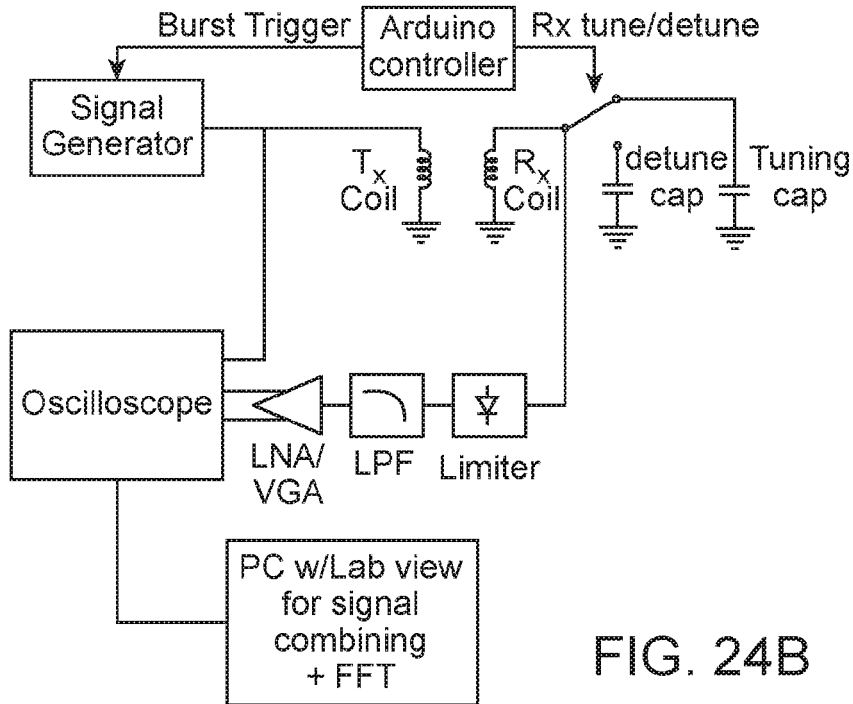 Burst Trigger
Arduino
controller
Rx tune/detune
Signal
Generator
Tx
Coil
Rx
Coil
detune
cap
Tuning
cap
Oscilloscope
LNA/
VGA
LPF
Limiter
PC w/Lab view
for signal
combining
+ FFT
FIG. 24B